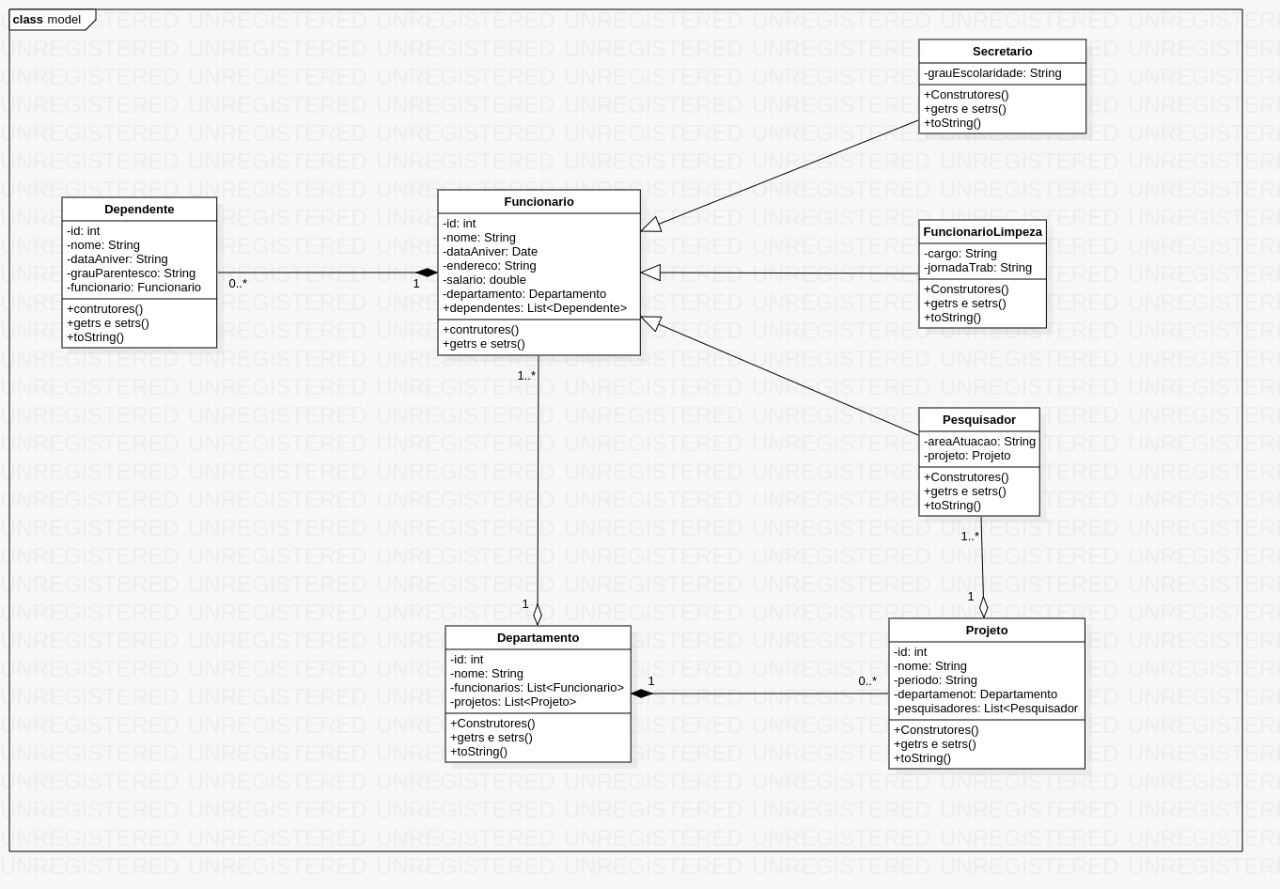 class model
Secretario
-grauEscolaridade: String
+Construtores()
+getrs e setrs()
+toString()
Dependente
-id: int
-nome: String
-dataAniver: String
-grauParentesco: String
-funcionario: Funcionario
+contrutores()
+getrs e setrs()
+toString()
0..*
1
Funcionario
-id: int
-nome: String
-dataAniver: Date
-endereco: String
-salario: double
-departamento: Departamento
+dependentes: List<Dependente>
+contrutores()
+getrs e setrs()
FuncionarioLimpeza
-cargo: String
-jornadaTrab: String
+Construtores()
+getrs e setrs()
+toString()
1..*
Pesquisador
-areaAtuacao: String
-projeto: Projeto
+Construtores()
+getrs e setrs()
+toString()
1..*
1
1
Departamento
-id: int
-nome: String
-funcionarios: List<Funcionario>
-projetos: List<Projeto>
+Construtores()
+getrs e setrs()
+toString()
1
0..*
Projeto
-id: int
-nome: String
-periodo: String
-departamenot: Departamento
-pesquisadores: List<Pesquisador
+Construtores()
+getrs e setrs()
+toString()
UNREGISTERED UNREGISTERED UNREGISTERED UNREGISTERED UNREGISTERED UNREGISTERED UNREGISTERED